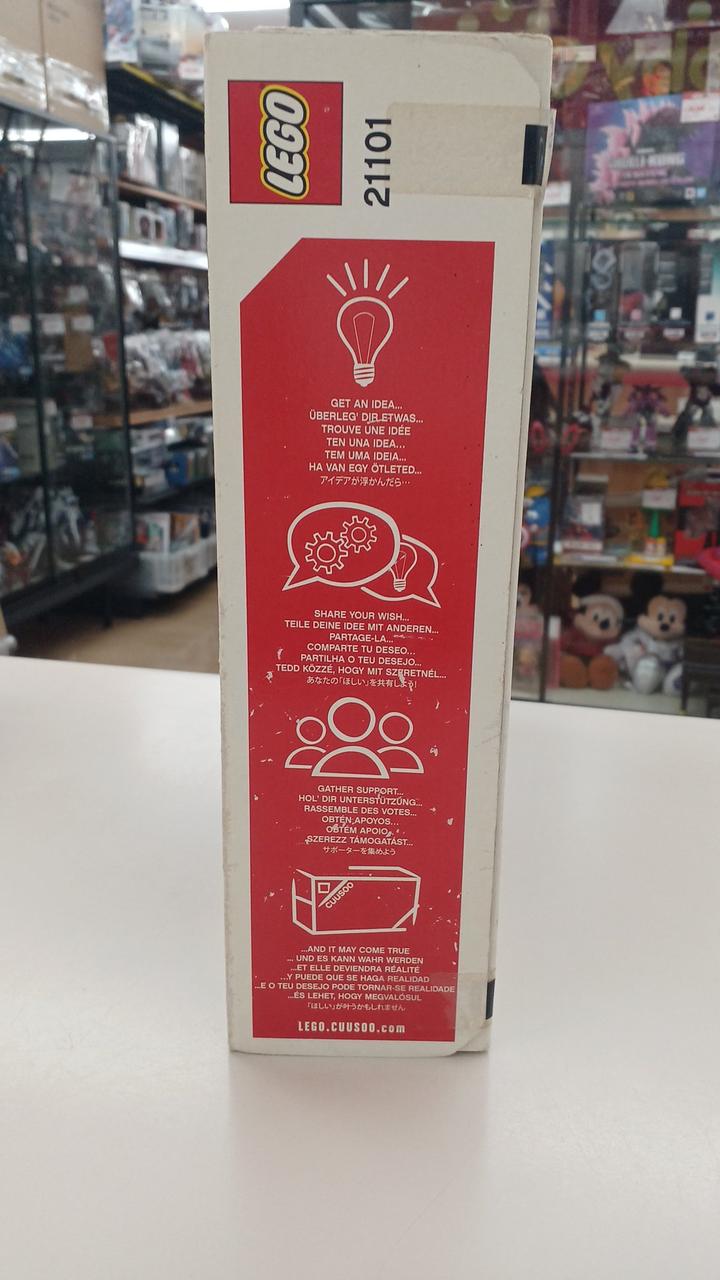 LEGO
21101
GET AN IDEA...
ÜBERLEG' DIR ETWAS...
TROUVE UNE IDÉE
TEN UNA IDEA...
TEM UMA IDEIA...
HA VAN EGY ÖTLETED...
アイデアが浮かんだら…
SHARE YOUR WISH...
TEILE DEINE IDEE MIT ANDEREN...
PARTAGE-LA...
COMPARTE TU DESEO...
PARTILHA O TEU DESEJO...
TEDD KÖZZÉ, HOGY MIT SZERETNÉL...
あなたの「ほしい」を共有しよう!
GATHER SUPPORT...
HOL' DIR UNTERSTÜTZUNG...
RASSEMBLE DES VOTES...
OBTÉN APOYOS...
OBTÉM APOIO...
SZEREZZ TÁMOGATÁST...
サポーターを集めよう
CUUSOO
...AND IT MAY COME TRUE
... UND ES KANN WAHR WERDEN
...ET ELLE DEVIENDRA RÉALITÉ
...Y PUEDE QUE SE HAGA REALIDAD
...E O TEU DESEJO PODE TORNAR-SE REALIDADE
...ÉS LEHET, HOGY MEGVALÓSUL
「ほしい」が叶うかもしれません
LEGO.CUUSOO.com